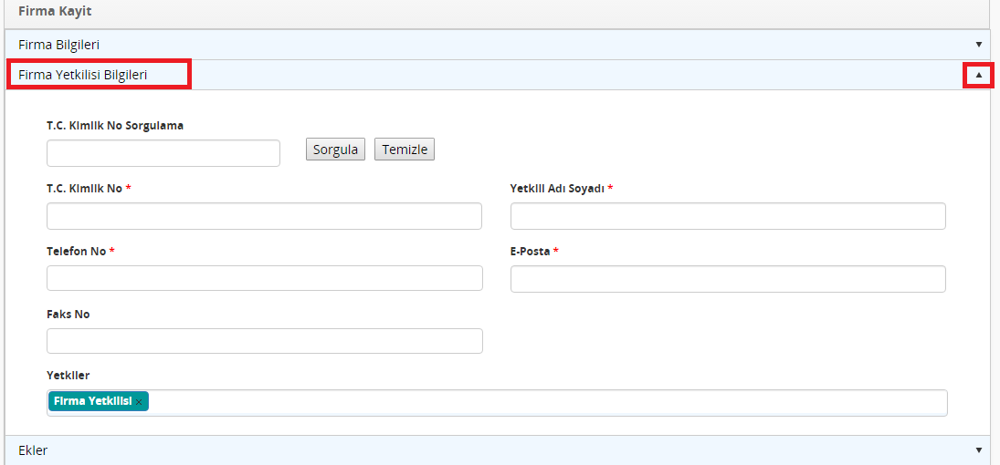 Firma Kayit
Firma Bilgileri
Firma Yetkilisi Bilgileri
T.C. Kimlik No Sorgulama
Sorgula Temizle
T.C. Kimlik No * Yetkili Adı Soyadı *
Telefon No * E-Posta *
Faks No
Yetkiler
Firma Yetkilisi ×
Ekler